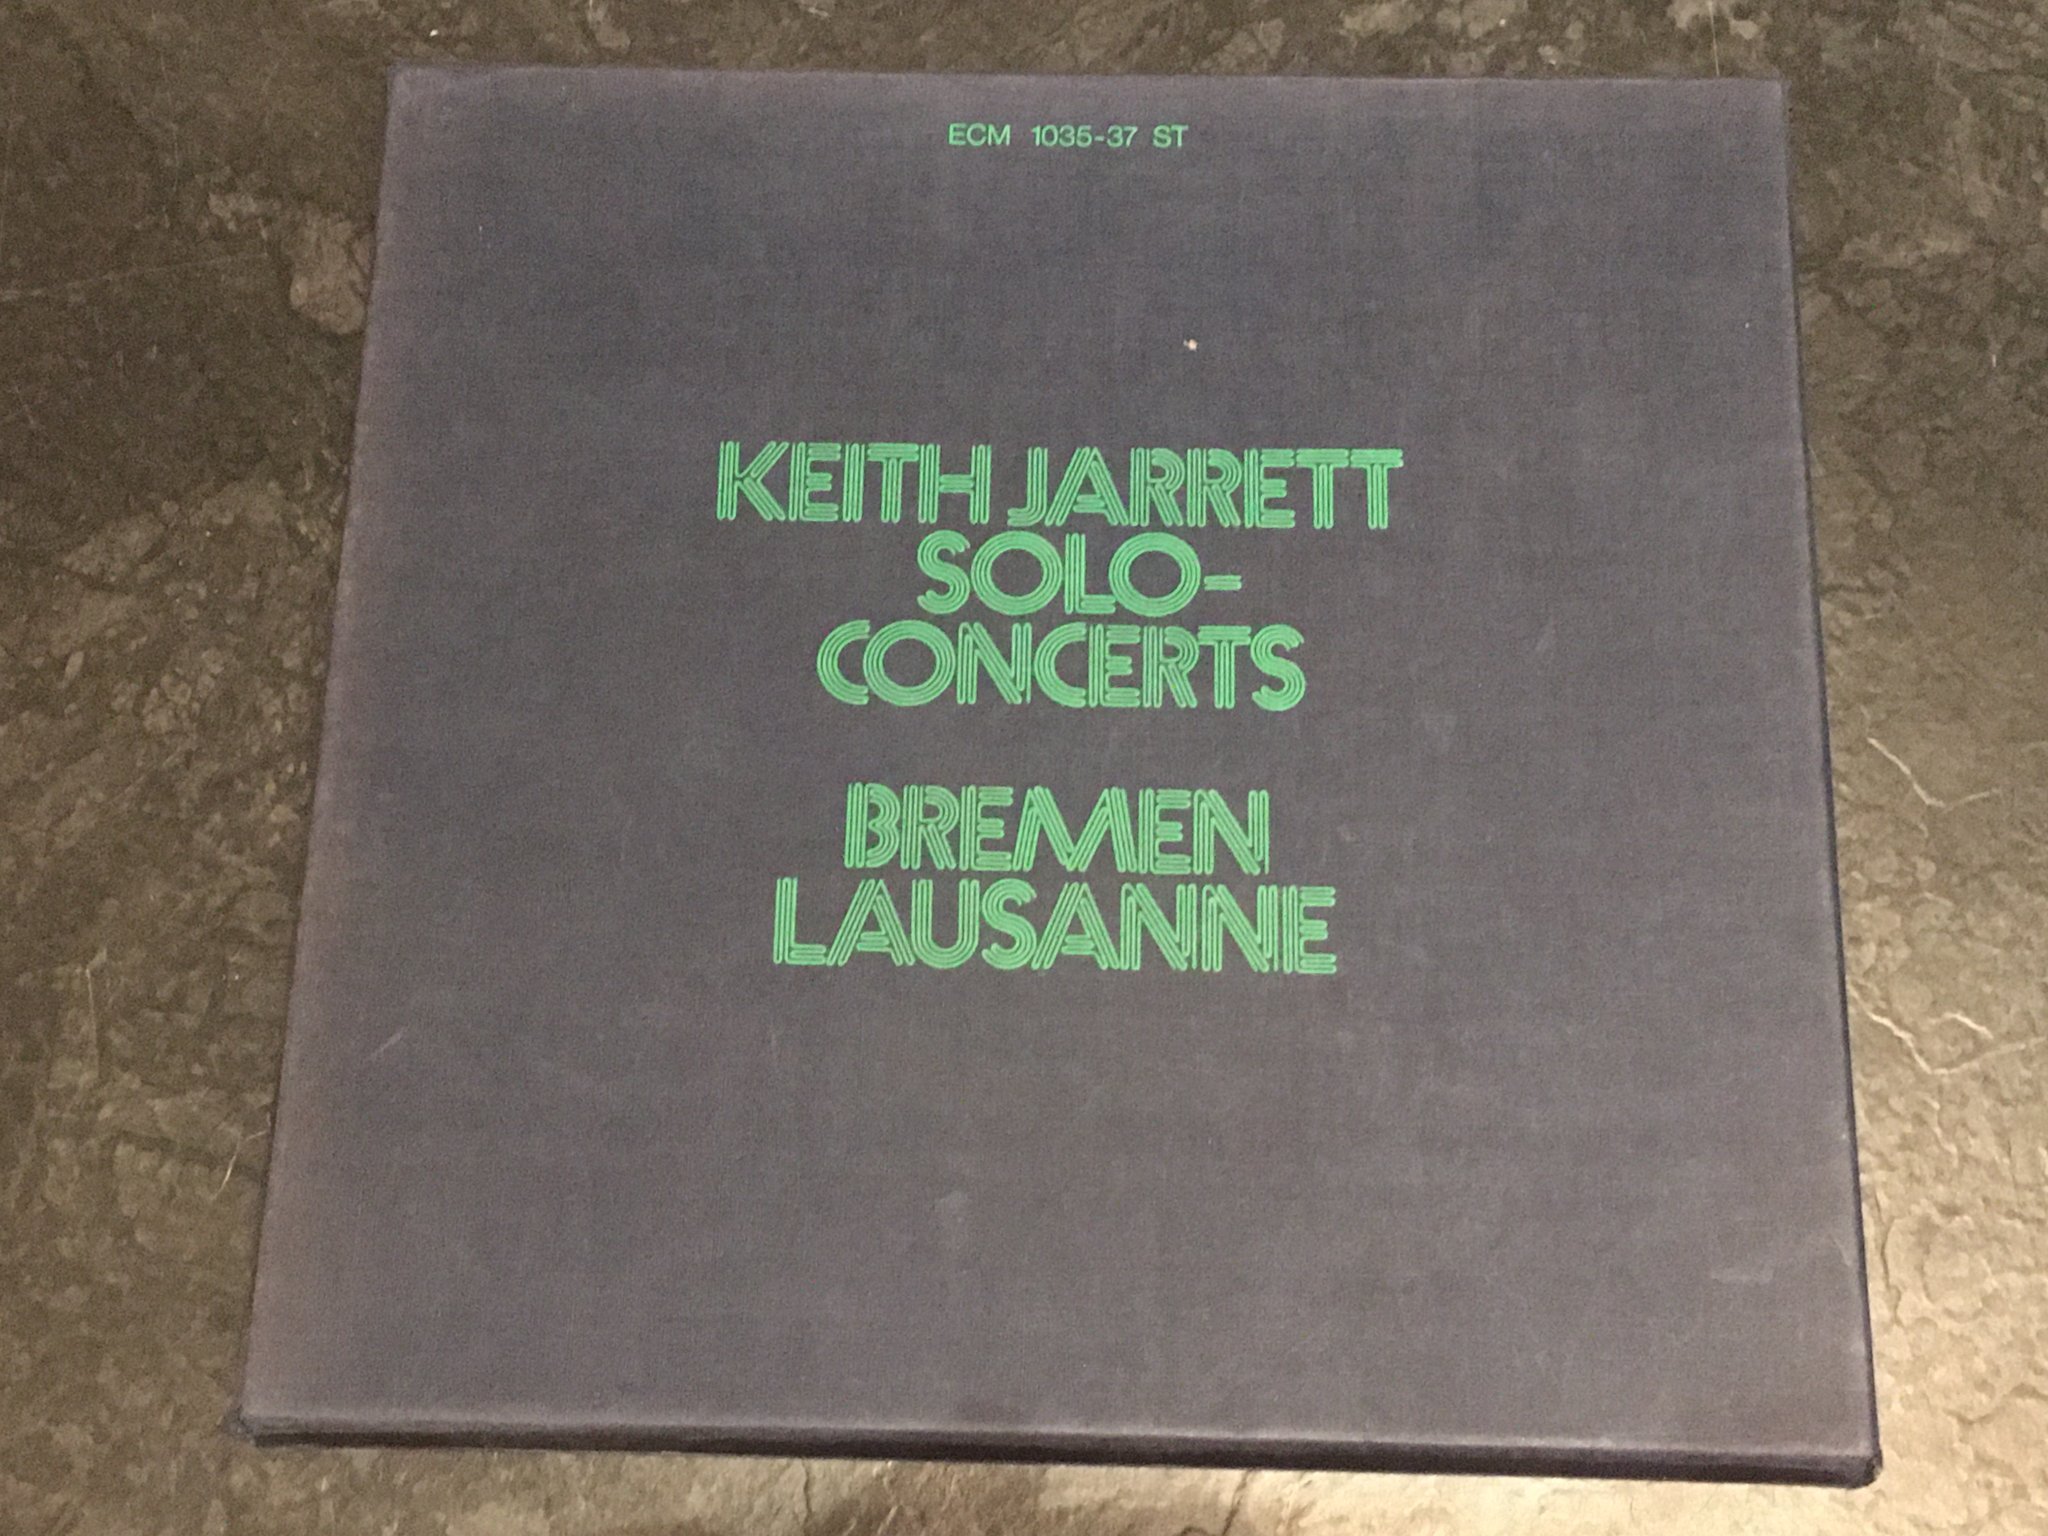 ECM 1035-37 ST
KEITH JARRETT
SOLO-
CONCERTS
BREMEN
LAUSANNE